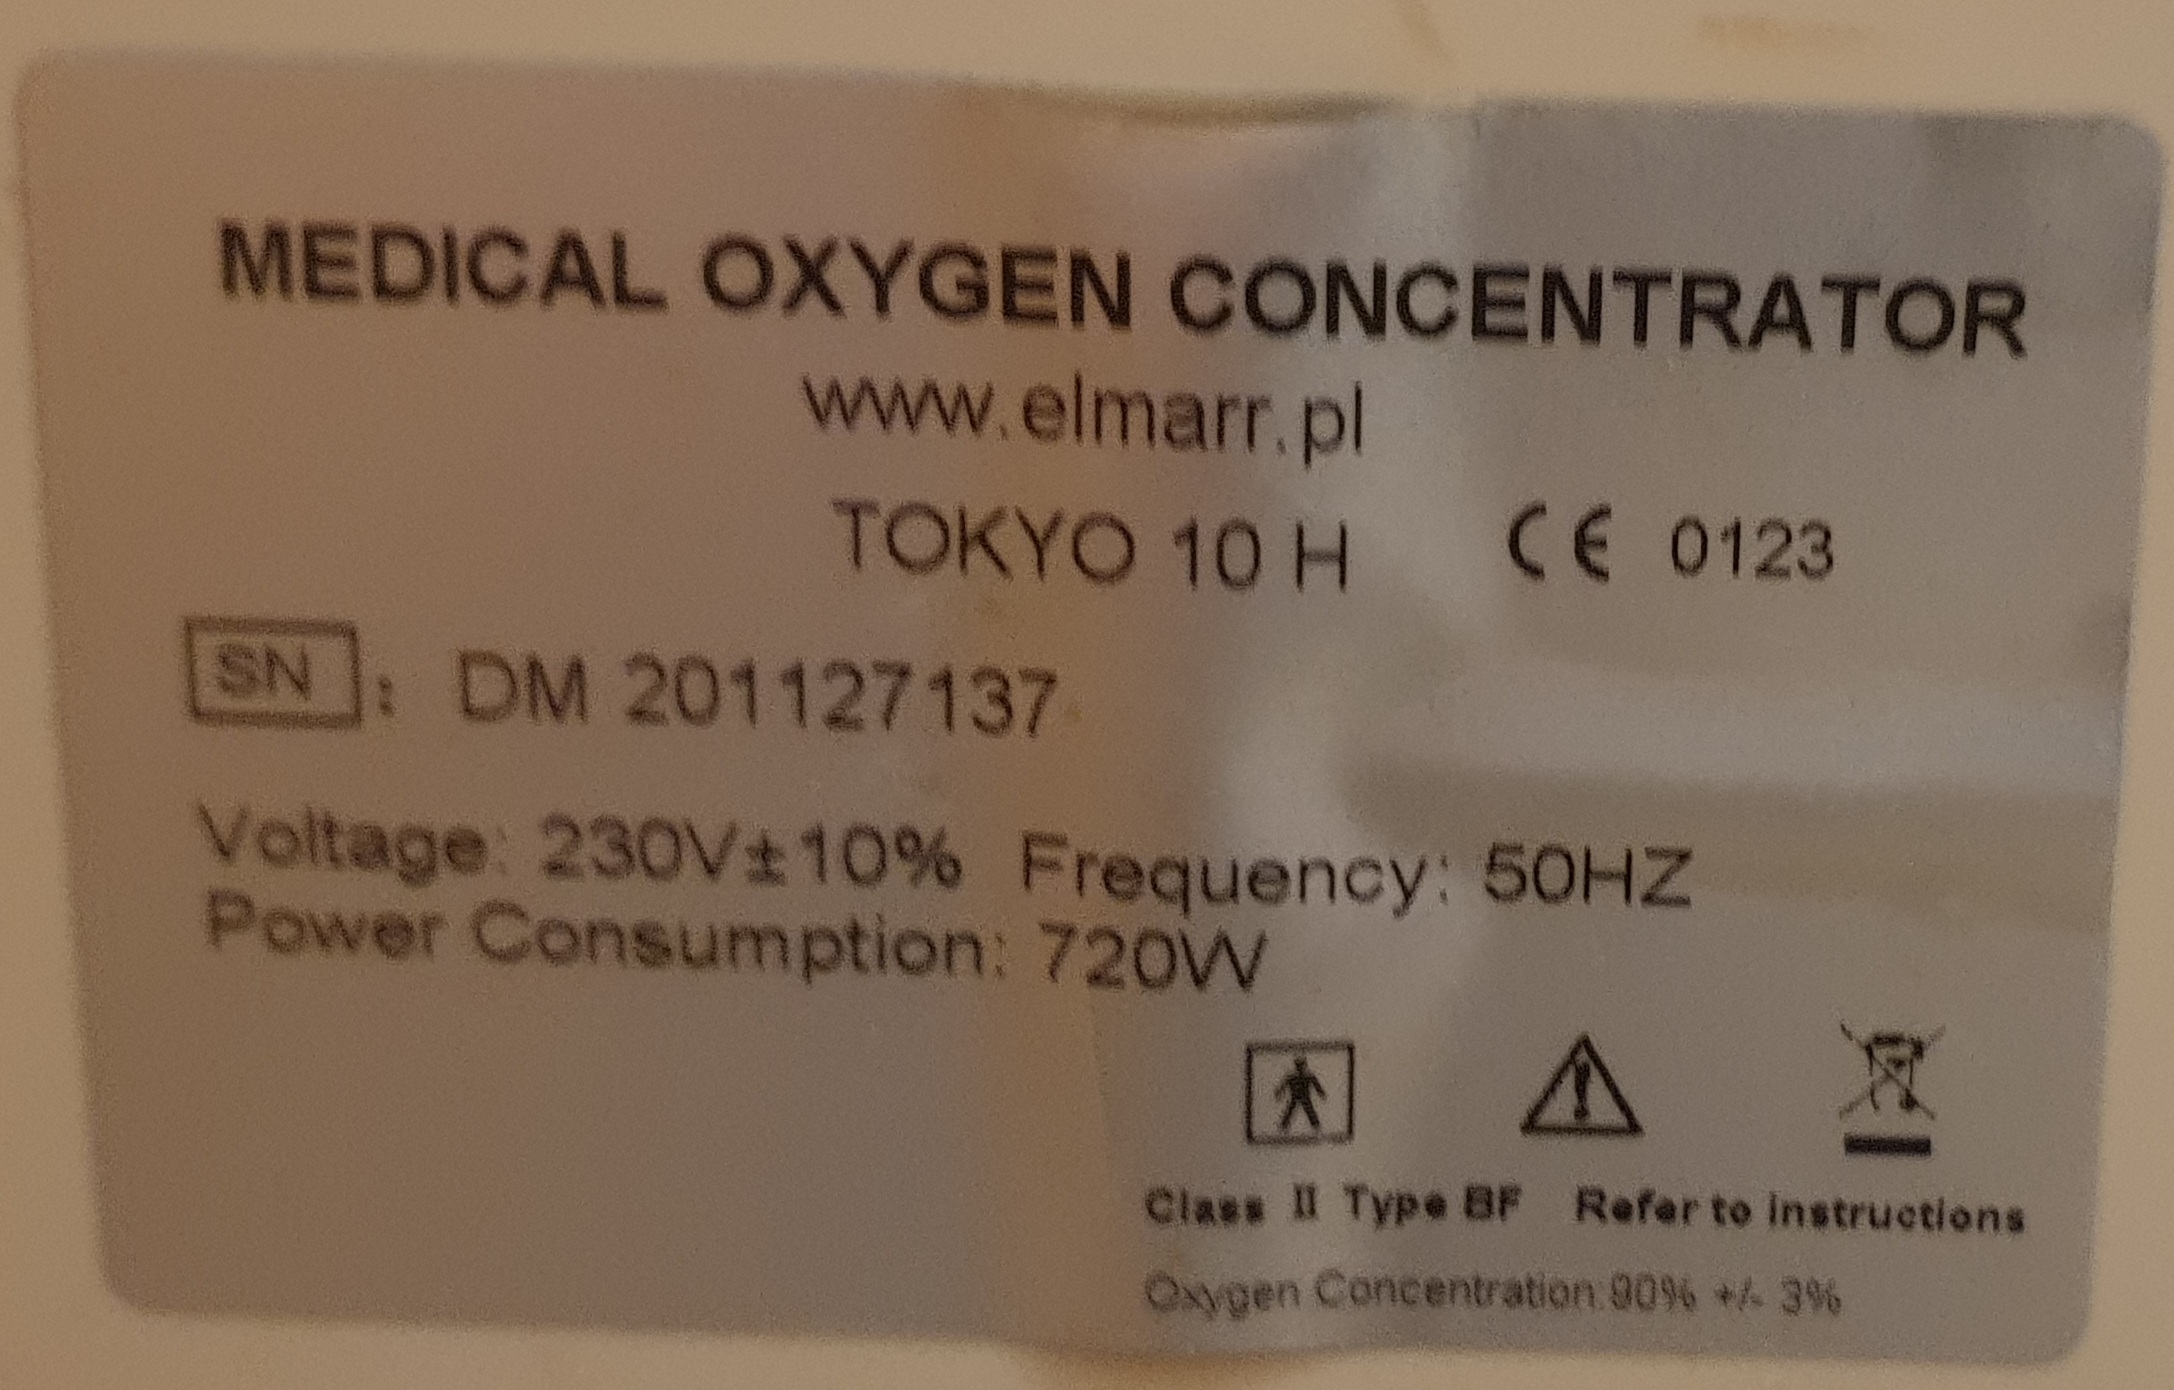 MEDICAL OXYGEN CONCENTRATOR
www.elmarr.pl
TOKYO 10 H CE 0123
SN: DM 201127137
Voltage: 230V±10% Frequency: 50HZ
Power Consumption: 720W
Class II Type BF Refer to instructions
Oxygen Concentration:90% +/- 3%